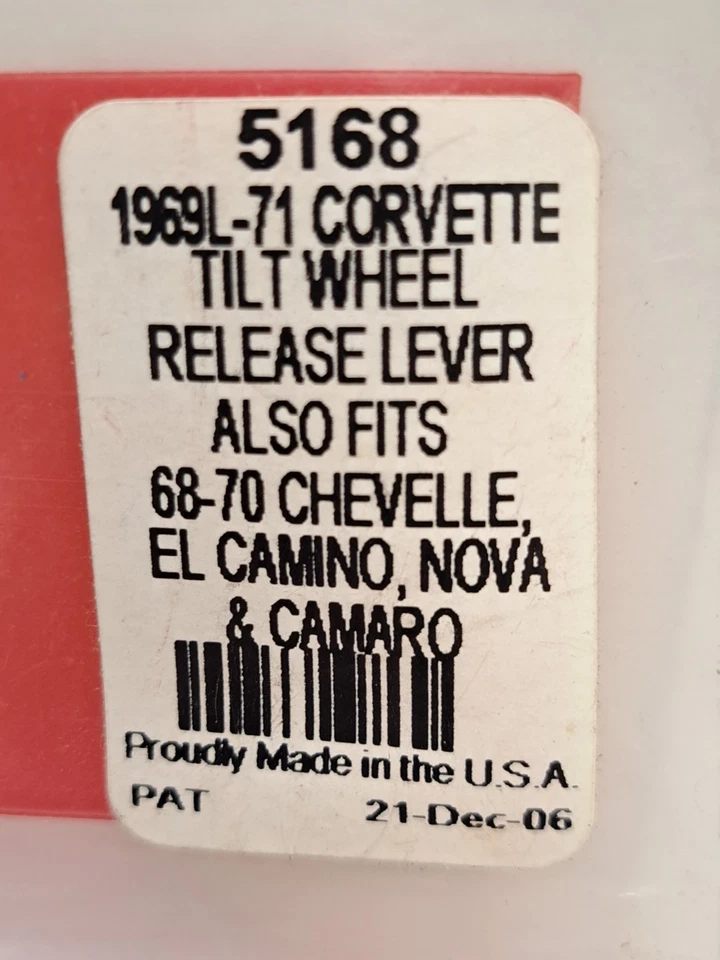 5168
1969L-71 CORVETTE
TILT WHEEL
RELEASE LEVER
ALSO FITS
68-70 CHEVELLE,
EL CAMINO, NOVA
& CAMARO
Proudly Made in the U.S.A.
PAT 21-Dec-06